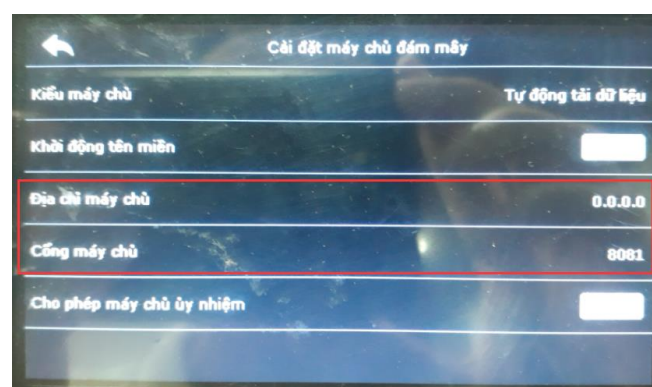 Cài đặt máy chủ đám mây
Kiểu máy chủ Tự động tải dữ liệu
Khởi động tên miền
Địa chỉ máy chủ 0.0.0.0
Cổng máy chủ 8081
Cho phép máy chủ ủy nhiệm